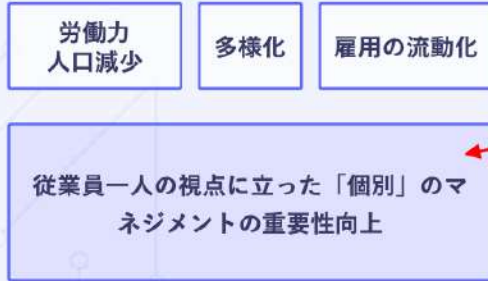 労働力
人口減少
多様化
雇用の流動化
従業員一人の視点に立った「個別」のマ
ネジメントの重要性向上